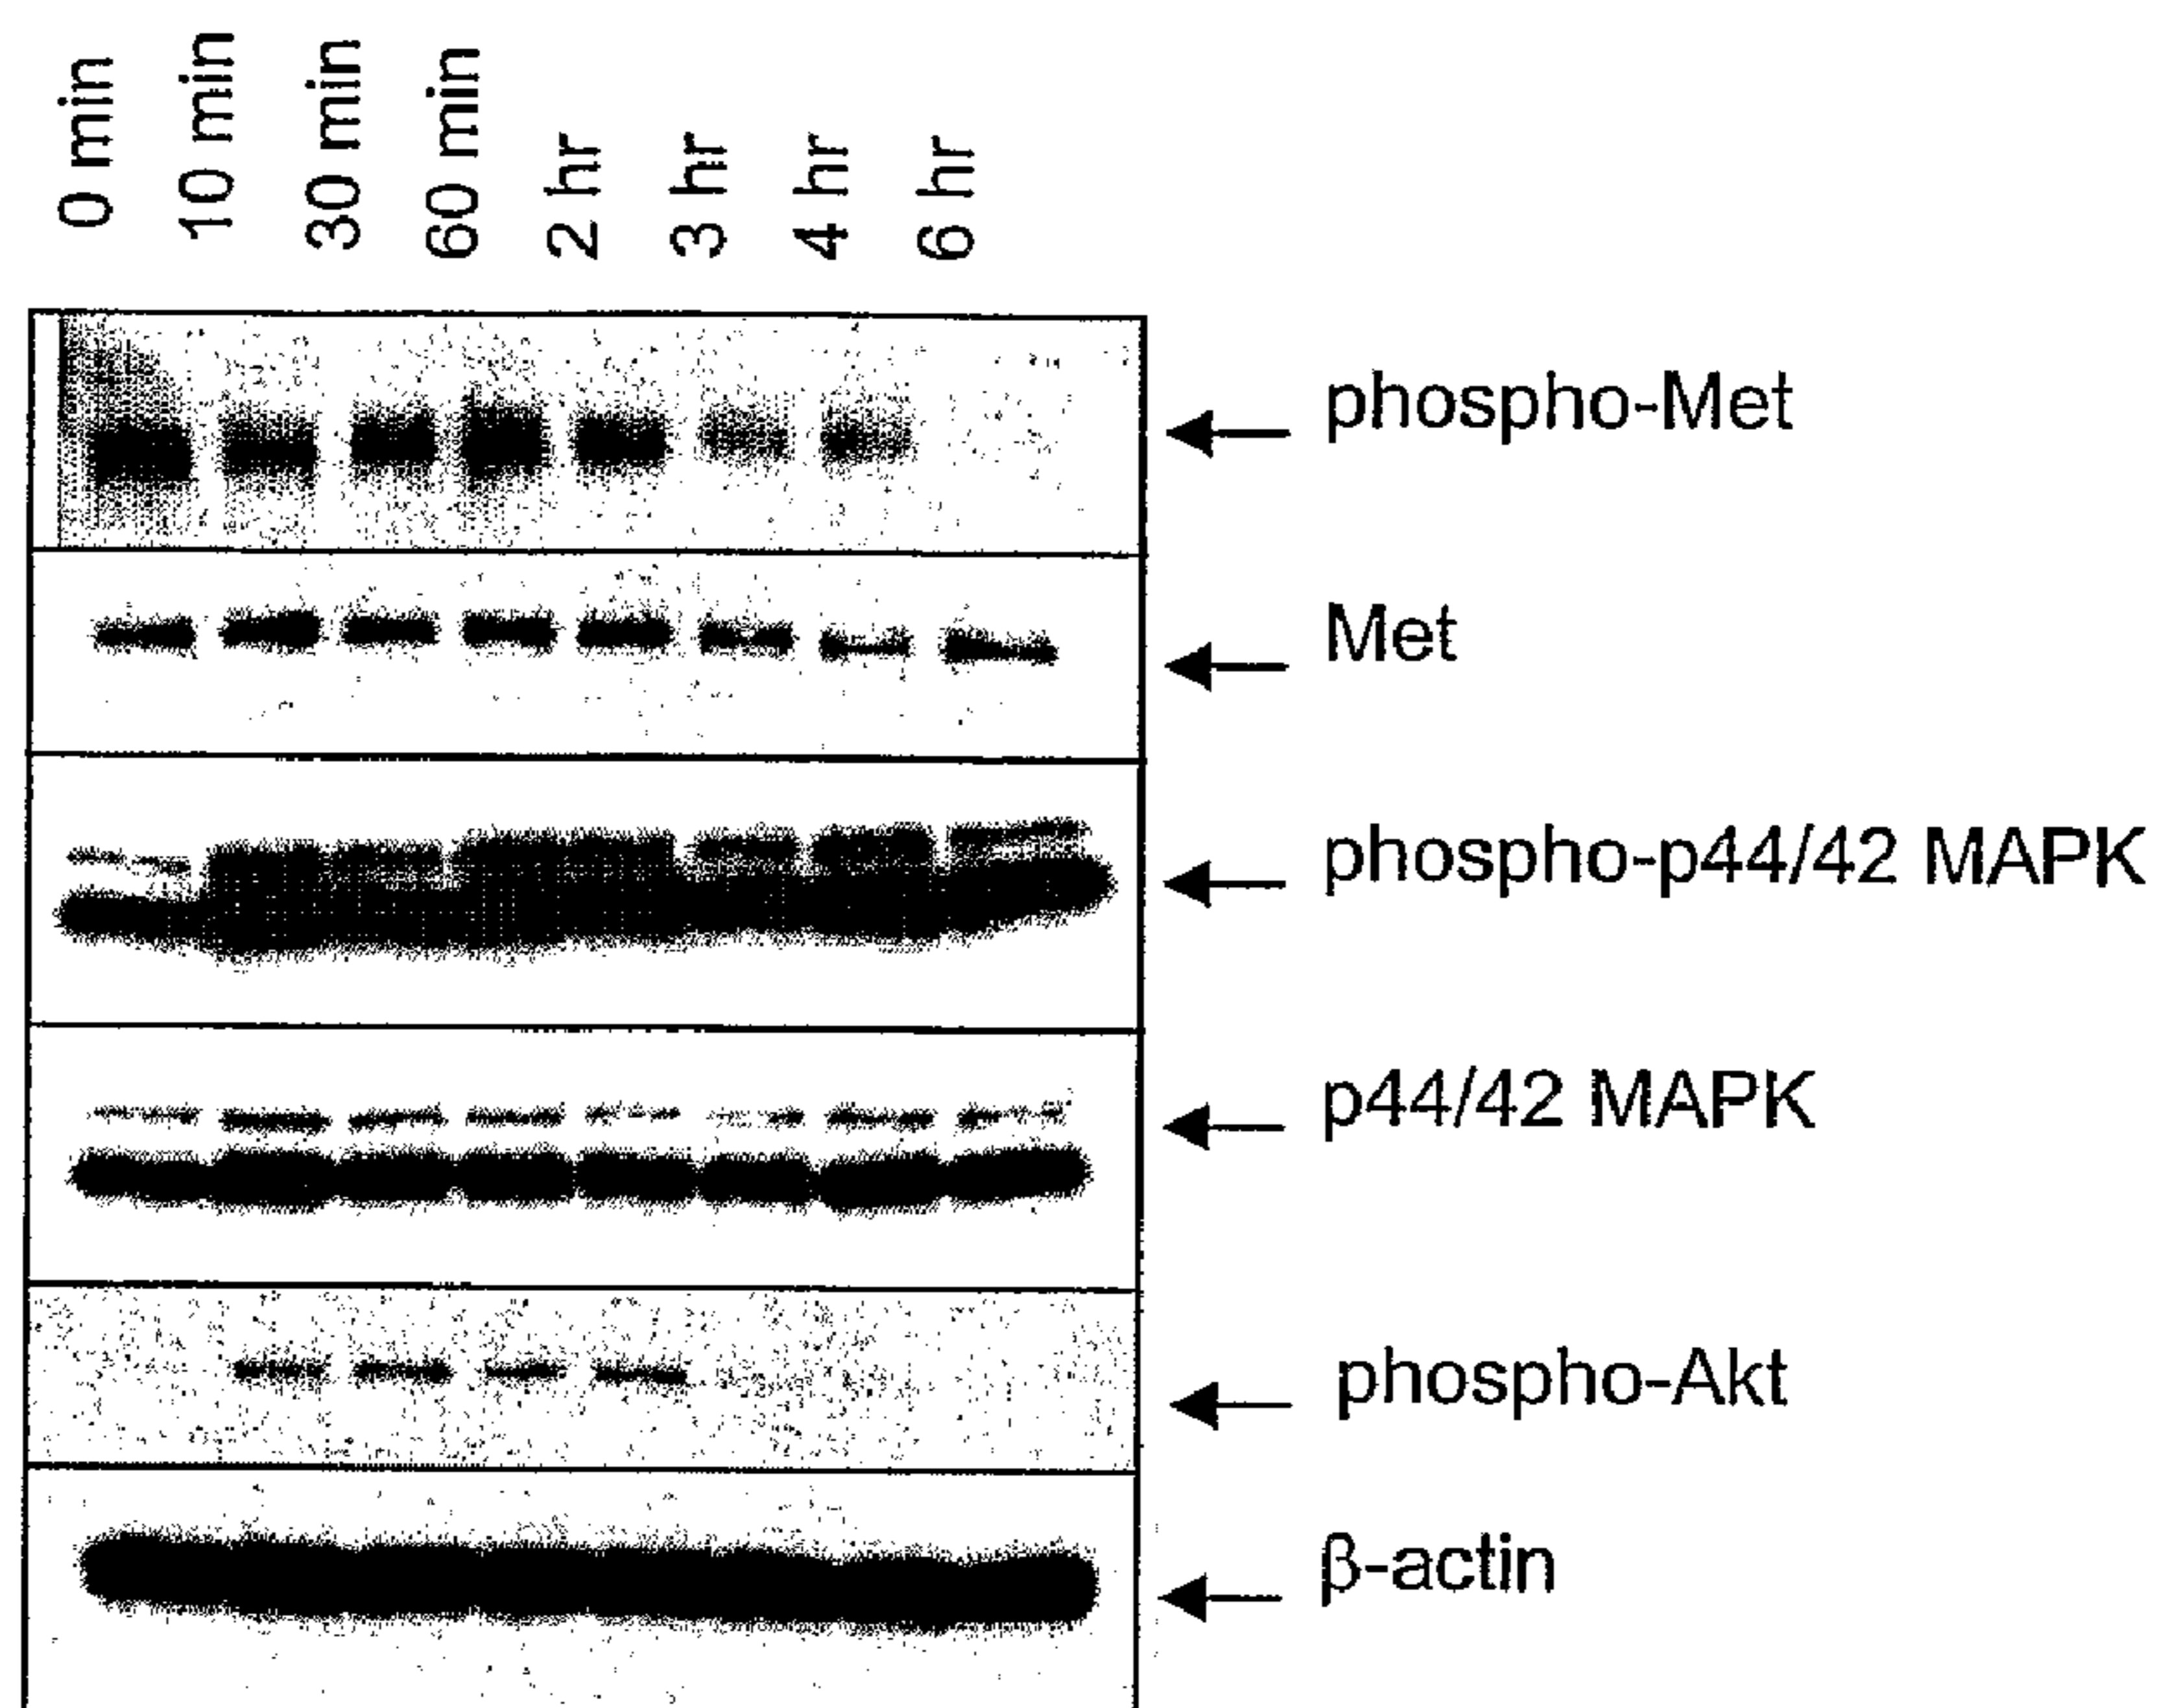 0 min
10 min
30 min
60 min
2 hr
3 hr
4 hr
6 hr
phospho-Met
Met
phospho-p44/42 MAPK
p44/42 MAPK
phospho-Akt
β-actin